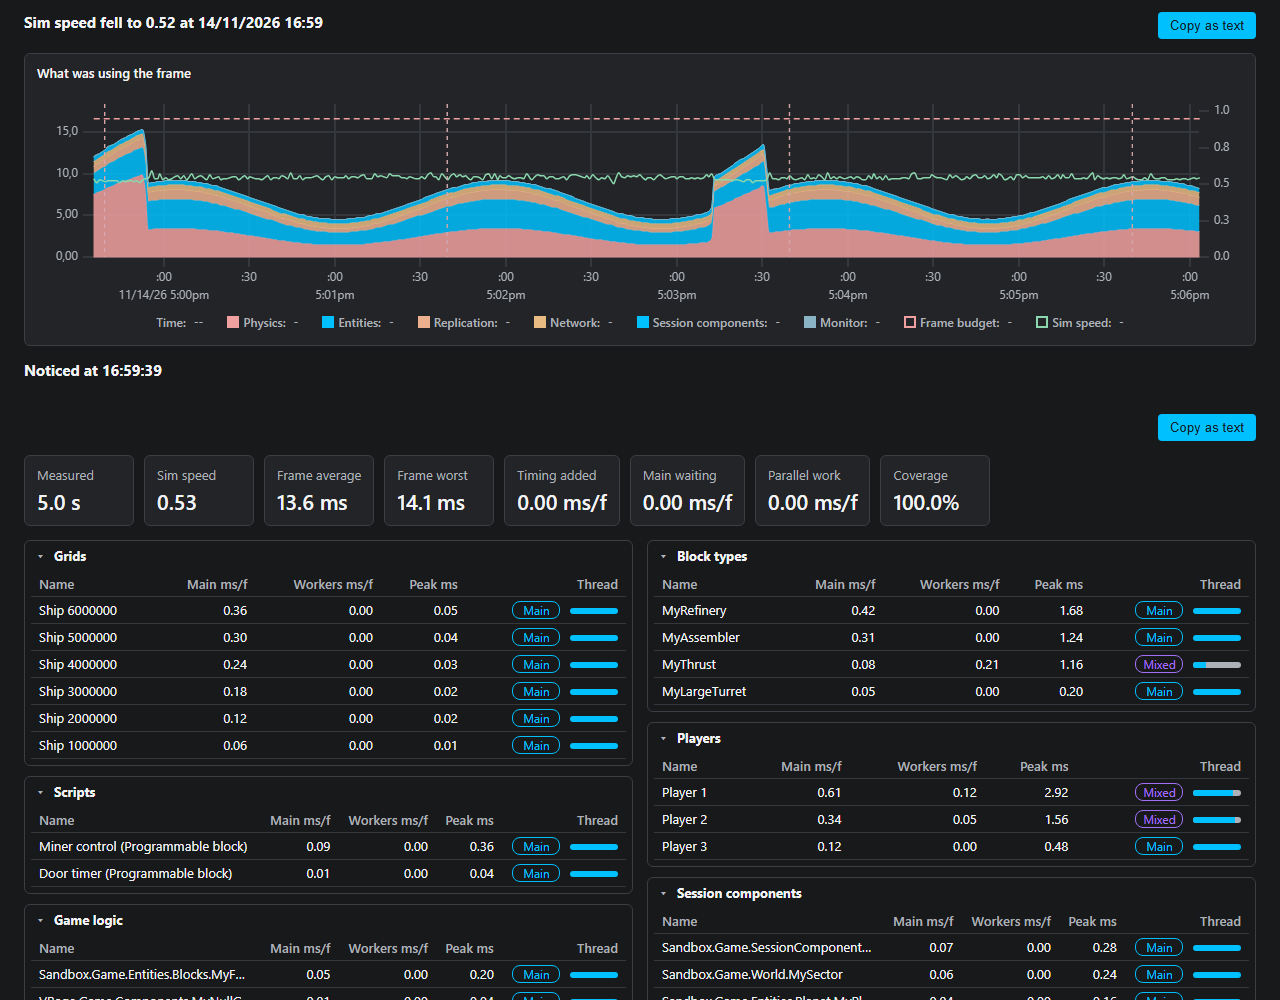 Sim speed fell to 0.52 at 14/11/2026 16:59
Copy as text
What was using the frame
15,0
10,0
5,00
0,00
1.0
0.8
0.5
0.3
0.0
:00 :30 :00 :30 :00 :30 :00 :30 :00 :30 :00 :30 :00
11/14/26 5:00pm 5:01pm 5:02pm 5:03pm 5:04pm 5:05pm 5:06pm
Time: -- Physics: - Entities: - Replication: - Network: - Session components: - Monitor: - Frame budget: - Sim speed: -
Noticed at 16:59:39
Copy as text
Measured
5.0 s
Sim speed
0.53
Frame average
13.6 ms
Frame worst
14.1 ms
Timing added
0.00 ms/f
Main waiting
0.00 ms/f
Parallel work
0.00 ms/f
Coverage
100.0%
Grids
Name Main ms/f Workers ms/f Peak ms Thread
Ship 6000000 0.36 0.00 0.05 Main
Ship 5000000 0.30 0.00 0.04 Main
Ship 4000000 0.24 0.00 0.03 Main
Ship 3000000 0.18 0.00 0.02 Main
Ship 2000000 0.12 0.00 0.02 Main
Ship 1000000 0.06 0.00 0.01 Main
Scripts
Name Main ms/f Workers ms/f Peak ms Thread
Miner control (Programmable block) 0.09 0.00 0.36 Main
Door timer (Programmable block) 0.01 0.00 0.04 Main
Game logic
Name Main ms/f Workers ms/f Peak ms Thread
Sandbox.Game.Entities.Blocks.MyF... 0.05 0.00 0.20 Main
Block types
Name Main ms/f Workers ms/f Peak ms Thread
MyRefinery 0.42 0.00 1.68 Main
MyAssembler 0.31 0.00 1.24 Main
MyThrust 0.08 0.21 1.16 Mixed
MyLargeTurret 0.05 0.00 0.20 Main
Players
Name Main ms/f Workers ms/f Peak ms Thread
Player 1 0.61 0.12 2.92 Mixed
Player 2 0.34 0.05 1.56 Mixed
Player 3 0.12 0.00 0.48 Main
Session components
Name Main ms/f Workers ms/f Peak ms Thread
Sandbox.Game.SessionComponent... 0.07 0.00 0.28 Main
Sandbox.Game.World.MySector 0.06 0.00 0.24 Main